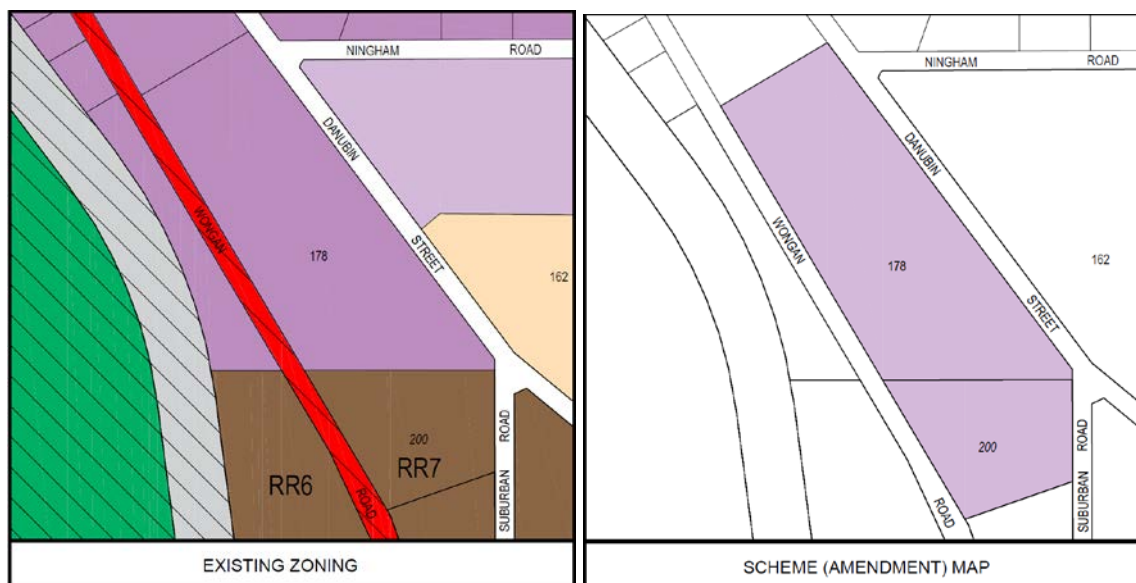 NINGHAM ROAD
DANUBIN
STREET
WONGAN
178
162
200
RR7
RR6
ROAD
SUBURBAN ROAD
EXISTING ZONING
NINGHAM ROAD
DANUBIN
STREET
WONGAN
178
162
200
ROAD
SUBURBAN ROAD
SCHEME (AMENDMENT) MAP